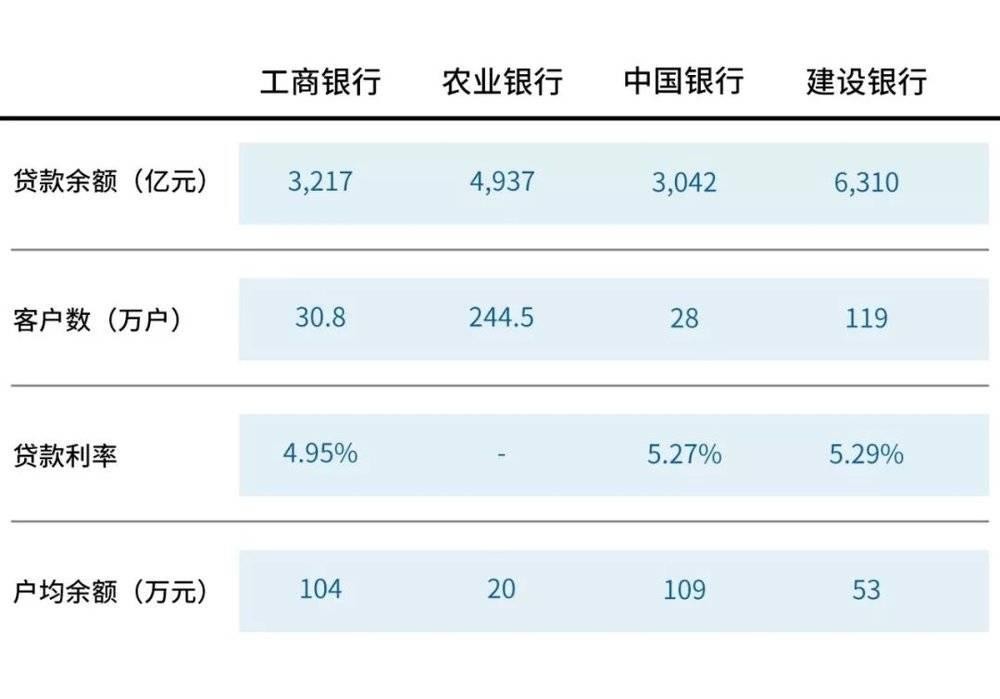 工商银行 农业银行 中国银行 建设银行
贷款余额（亿元） 3,217 4,937 3,042 6,310
客户数（万户） 30.8 244.5 28 119
贷款利率 4.95% - 5.27% 5.29%
户均余额（万元） 104 20 109 53